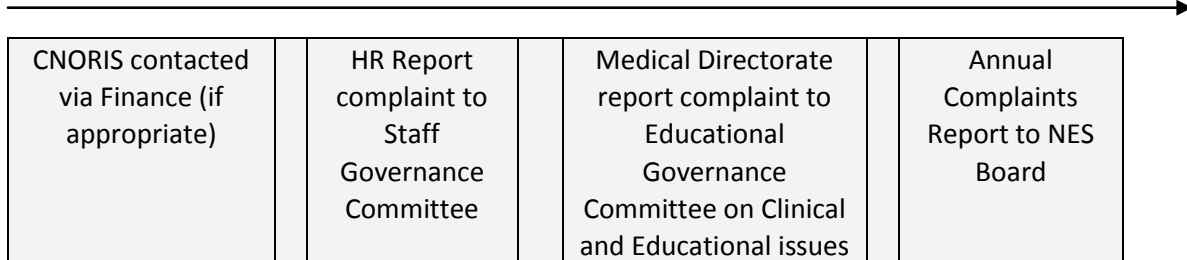 CNORIS contacted
via Finance (if
appropriate)
HR Report
complaint to
Staff
Governance
Committee
Medical Directorate
report complaint to
Educational
Governance
Committee on Clinical
and Educational issues
Annual
Complaints
Report to NES
Board